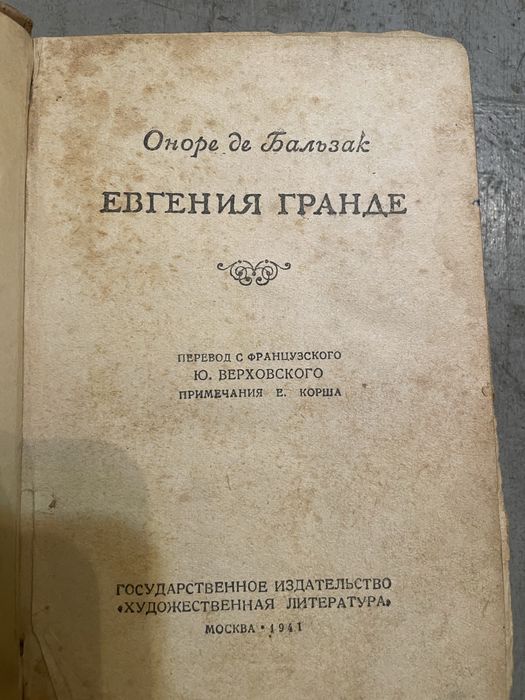 Оноре де Бальзак
ЕВГЕНИЯ ГРАНДЕ
ПЕРЕВОД С ФРАНЦУЗСКОГО
Ю. ВЕРХОВСКОГО
ПРИМЕЧАНИЯ Е. КОРША
ГОСУДАРСТВЕННОЕ ИЗДАТЕЛЬСТВО
«ХУДОЖЕСТВЕННАЯ ЛИТЕРАТУРА»
МОСКВА • 1941